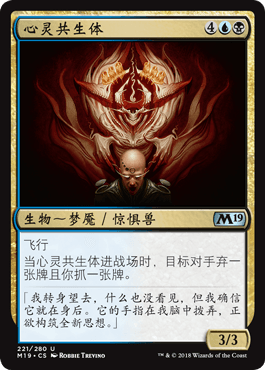 心灵共生体 4
M19
生物～梦魇／惊惧兽
飞行
当心灵共生体进战场时，目标对手弃一
张牌且你抓一张牌。
「我转身望去，什么也没看见，但我确信
它就在身后。它的手指在我脑中拨弄，正
欲构筑全新思想。」
3/3
221/280 U
M19 • CS ROBBIE TREVINO
™ & © 2018 Wizards of the Coast